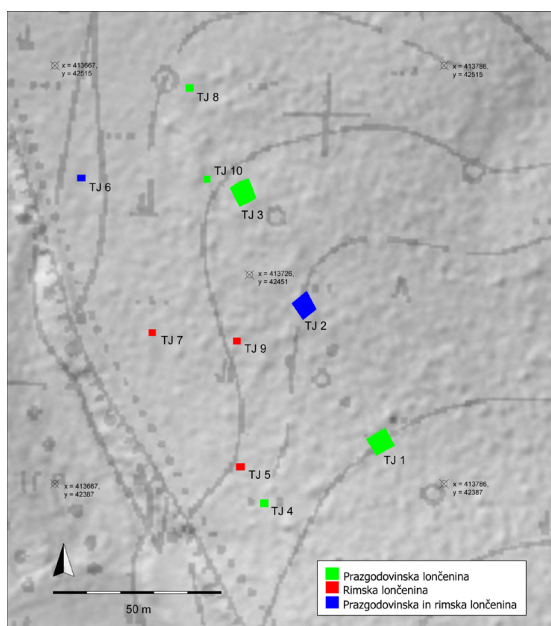 x = 413667,
y = 42515
x = 413786,
y = 42515
TJ 8
TJ 10
TJ 6
TJ 3
x = 413726,
y = 42451
TJ 2
TJ 7
TJ 9
TJ 1
TJ 5
x = 413667,
y = 42387
x = 413786,
y = 42387
TJ 4
50 m
Prazgodovinska lončenina
Rimska lončenina
Prazgodovinska in rimska lončenina